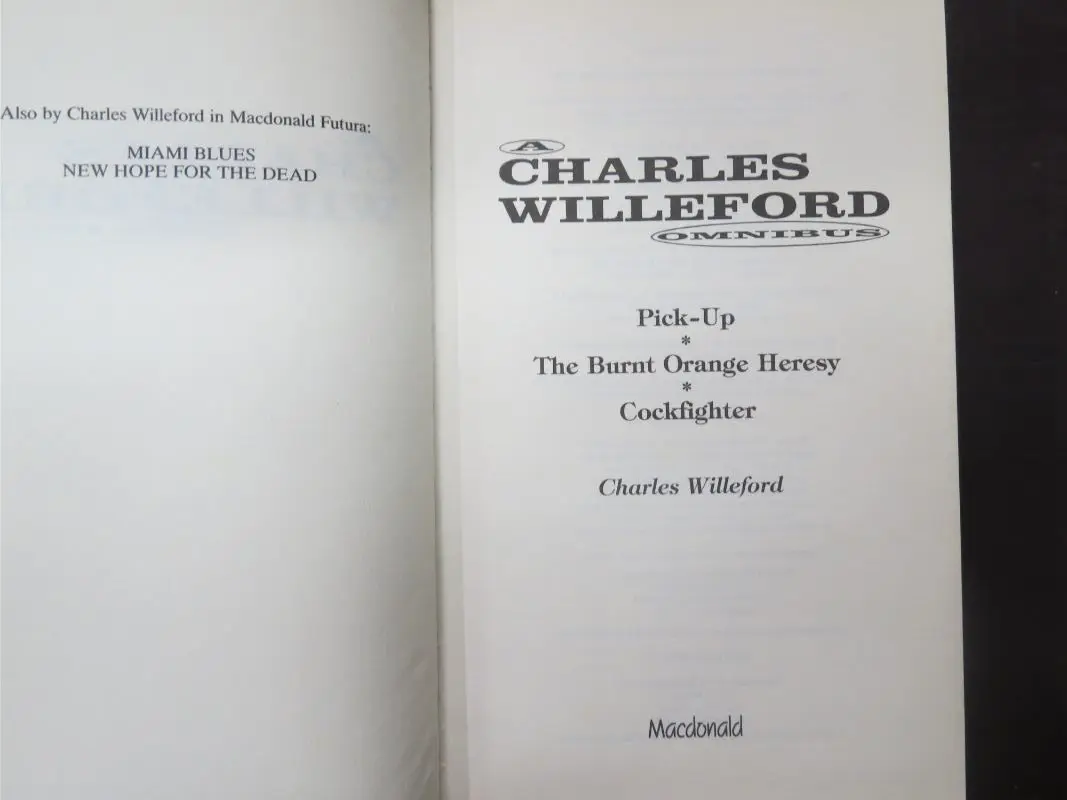 Also by Charles Willeford in Macdonald Futura:
MIAMI BLUES
NEW HOPE FOR THE DEAD
A
CHARLES
WILLEFORD
OMNIBUS
Pick-Up
*
The Burnt Orange Heresy
*
Cockfighter
Charles Willeford
Macdonald